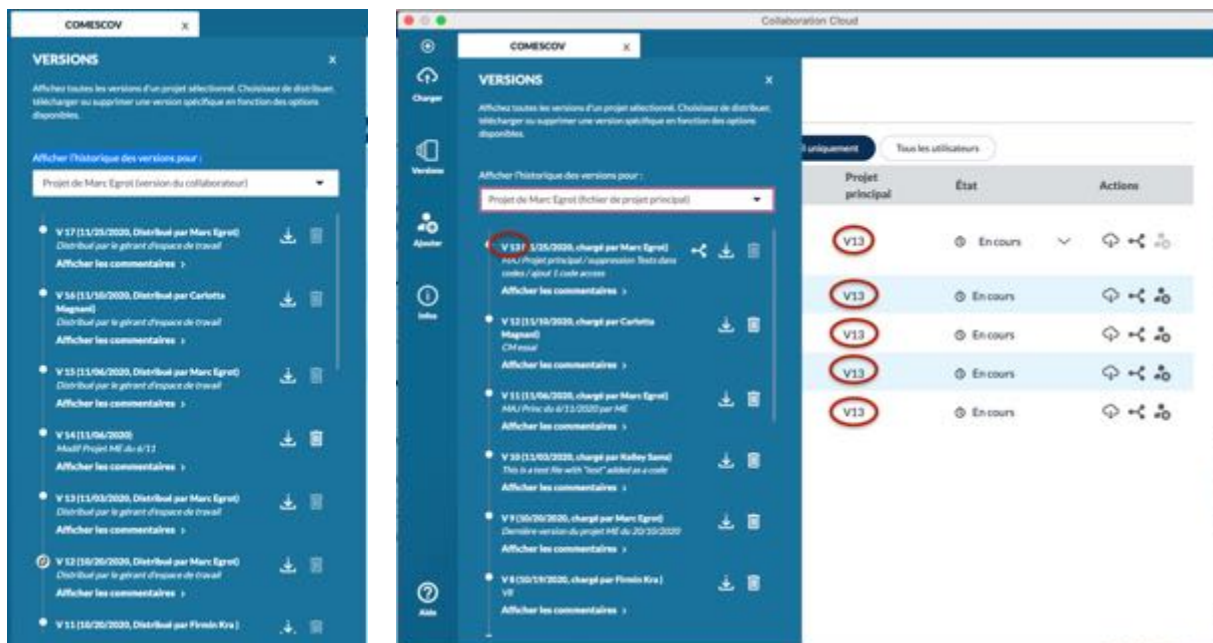 COMESCOV x
VERSIONS x
Affichez toutes les versions d'un projet sélectionné. Choisissez de distribuer,
télécharger ou supprimer une version spécifique en fonction des options
disponibles.
Afficher l'historique des versions pour :
Projet de Marc Egrot (version du collaborateur)
V 17 (11/25/2020, Distribué par Marc Egrot)
Distribué par le gérant d'espace de travail
Afficher les commentaires >
V 16 (11/10/2020, Distribué par Carlotta
Magnani)
Distribué par le gérant d'espace de travail
Afficher les commentaires >
V 15 (11/06/2020, Distribué par Marc Egrot)
Distribué par le gérant d'espace de travail
Afficher les commentaires >
V 14 (11/06/2020)
Modif Projet ME du 6/11
Afficher les commentaires >
V 13 (11/03/2020, Distribué par Marc Egrot)
Distribué par le gérant d'espace de travail
Afficher les commentaires >
V 12 (10/20/2020, Distribué par Marc Egrot)
Distribué par le gérant d'espace de travail
Afficher les commentaires >
V 11 (10/20/2020, Distribué par Firmin Kra )
Collaboration Cloud
COMESCOV x
Charger
Versions
Ajouter
Infos
Aide
VERSIONS x
Affichez toutes les versions d'un projet sélectionné. Choisissez de distribuer,
télécharger ou supprimer une version spécifique en fonction des options
disponibles.
Afficher l'historique des versions pour :
Projet de Marc Egrot (fichier de projet principal)
V 13 (11/25/2020, chargé par Marc Egrot)
MAJ Projet principal / suppression Tests dans
codes / ajout 1 code access
Afficher les commentaires >
V 12 (11/10/2020, chargé par Carlotta
Magnani)
CM essai
Afficher les commentaires >
V 11 (11/06/2020, chargé par Marc Egrot)
MAJ Princ du 6/11/2020 par ME
Afficher les commentaires >
V 10 (11/03/2020, chargé par Kelley Sams)
This is a test file with "test" added as a code
Afficher les commentaires >
V 9 (10/20/2020, chargé par Marc Egrot)
Dernière version du projet ME du 20/10/2020
Afficher les commentaires >
V 8 (10/19/2020, chargé par Firmin Kra )
V8
Afficher les commentaires >
uniquement Tous les utilisateurs
Projet
principal État Actions
V13 En cours
V13 En cours
V13 En cours
V13 En cours
V13 En cours